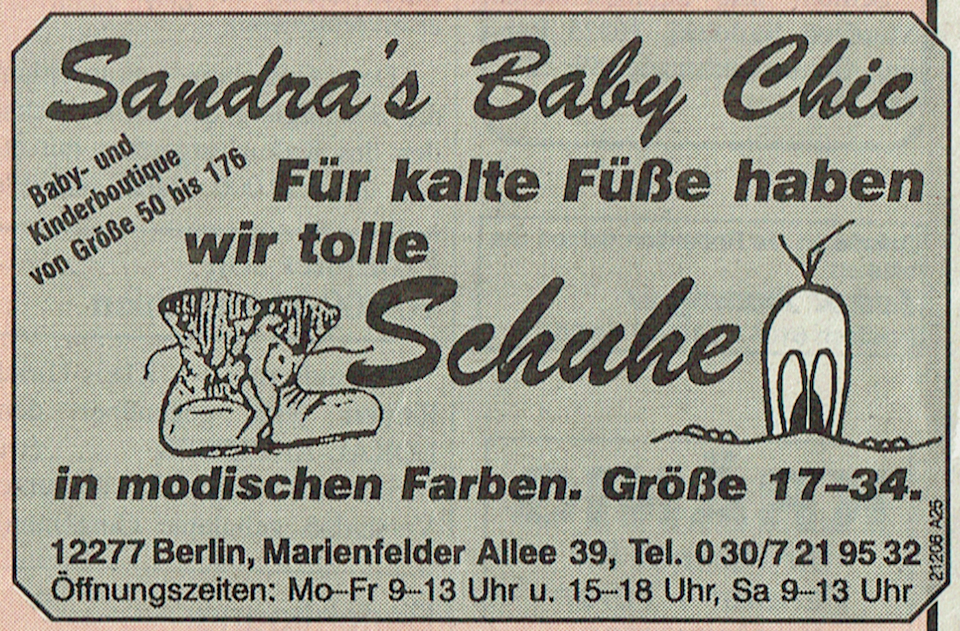 Sandra's Baby Chic
Baby- und
Kinderboutique
von Größe 50 bis 176
Für kalte Füße haben
wir tolle
Schuhe
in modischen Farben. Größe 17–34.
12277 Berlin, Marienfelder Allee 39, Tel. 0 30/7 21 95 32
Öffnungszeiten: Mo–Fr 9–13 Uhr u. 15–18 Uhr, Sa 9–13 Uhr
21206 A25